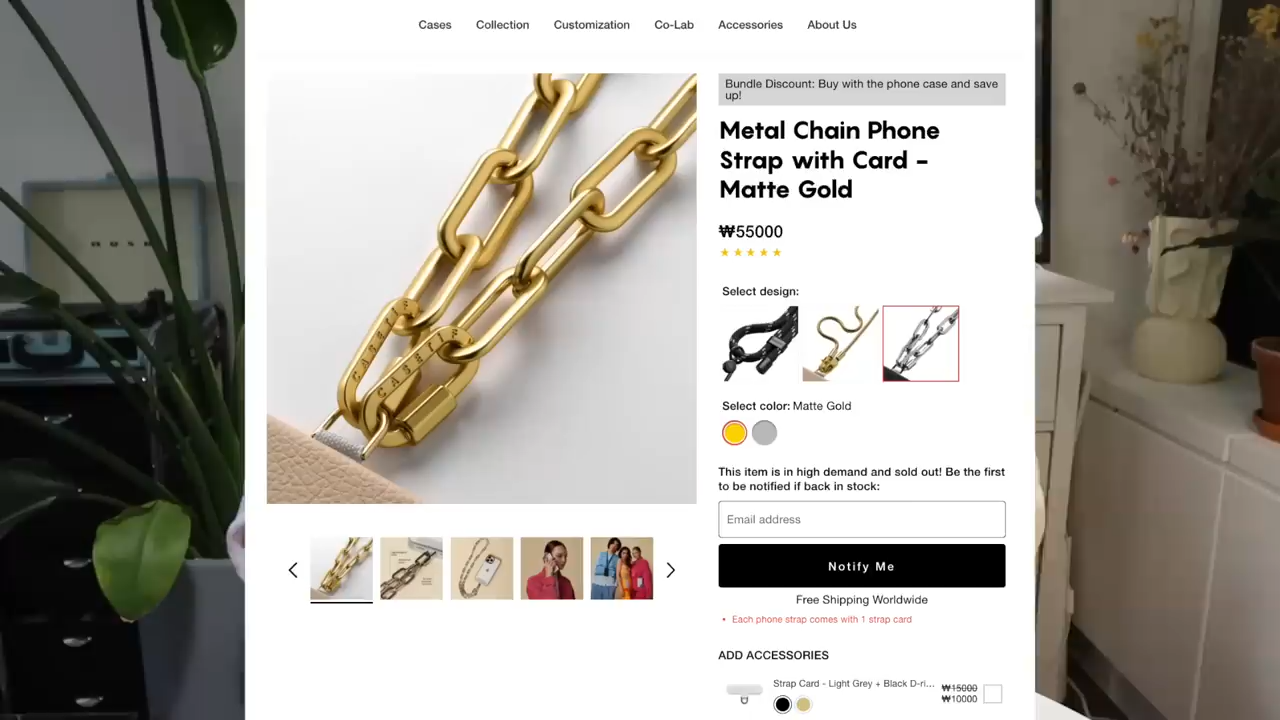 Cases Collection Customization Co-Lab Accessories About Us
Bundle Discount: Buy with the phone case and save
up!
Metal Chain Phone
Strap with Card -
Matte Gold
₩55000
Select design:
Select color: Matte Gold
This item is in high demand and sold out! Be the first
to be notified if back in stock:
Email address
Notify Me
Free Shipping Worldwide
• Each phone strap comes with 1 strap card
ADD ACCESSORIES
Strap Card - Light Grey + Black D-ri...
₩15000
₩10000